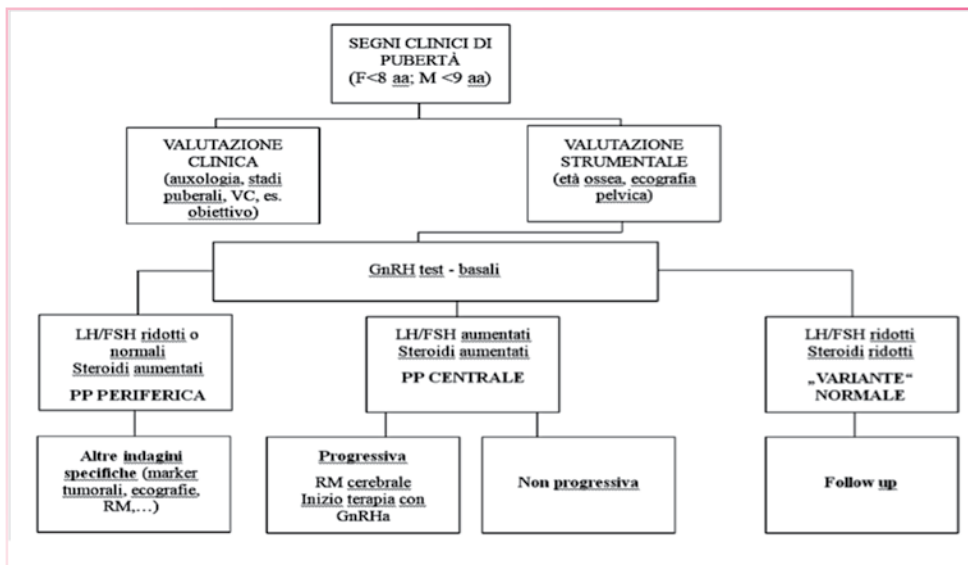 SEGNI CLINICI DI
PUBERTÀ
(F<8 aa; M <9 aa)
VALUTAZIONE
CLINICA
(auxologia, stadi
puberali, VC, es.
obiettivo)
VALUTAZIONE
STRUMENTALE
(età ossea, ecografia
pelvica)
GnRH test - basali
LH/FSH ridotti o
normali
Steroidi aumentati
PP PERIFERICA
LH/FSH aumentati
Steroidi aumentati
PP CENTRALE
LH/FSH ridotti
Steroidi ridotti
„VARIANTE“
NORMALE
Altre indagini
specifiche (marker
tumorali, ecografie,
RM,…)
Progressiva
RM cerebrale
Inizio terapia con
GnRHa
Non progressiva
Follow up